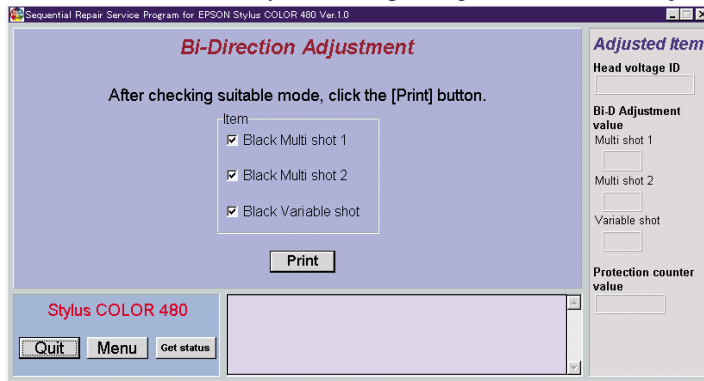 Sequential Repair Service Program for EPSON Stylus COLOR 480 Ver.1.0
Bi-Direction Adjustment
After checking suitable mode, click the [Print] button.
Item
Black Multi shot 1
Black Multi shot 2
Black Variable shot
Print
Stylus COLOR 480
Quit
Menu
Get status
Adjusted Item
Head voltage ID
Bi-D Adjustment
value
Multi shot 1
Multi shot 2
Variable shot
Protection counter
value